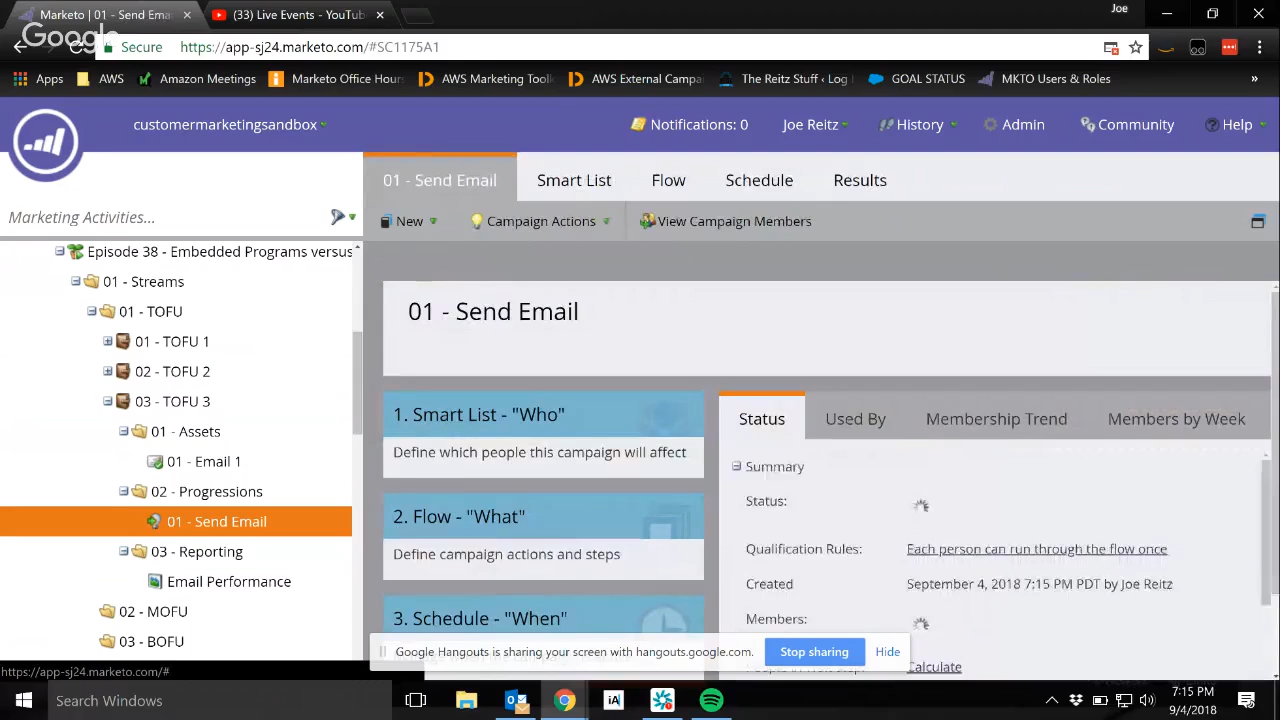 Marketo | 01 - Send Ema
(33) Live Events - YouTub
Joe
Google
Secure
https://app-sj24.marketo.com/#SC1175A1
Apps
AWS
Amazon Meetings
Marketo Office Hours
AWS Marketing Toolk
AWS External Campa
The Reitz Stuff ‹ Log I
GOAL STATUS
MKTO Users & Roles
»
customermarketingsandbox
Notifications: 0
Joe Reitz
History
Admin
Community
Help
01 - Send Email
Smart List
Flow
Schedule
Results
Marketing Activities...
New
Campaign Actions
View Campaign Members
Episode 38 - Embedded Programs versus
01 - Streams
01 - TOFU
01 - TOFU 1
02 - TOFU 2
03 - TOFU 3
01 - Assets
01 - Email 1
02 - Progressions
01 - Send Email
03 - Reporting
Email Performance
02 - MOFU
03 - BOFU
01 - Send Email
1. Smart List - "Who"
Define which people this campaign will affect
2. Flow - "What"
Define campaign actions and steps
3. Schedule - "When"
Status
Used By
Membership Trend
Members by Week
Summary
Status:
Qualification Rules:
Each person can run through the flow once
Created
September 4, 2018 7:15 PM PDT by Joe Reitz
Members:
Calculate
Google Hangouts is sharing your screen with hangouts.google.com.
Stop sharing
Hide
https://app-sj24.marketo.com/#
Search Windows
iA
7:15 PM
9/4/2018